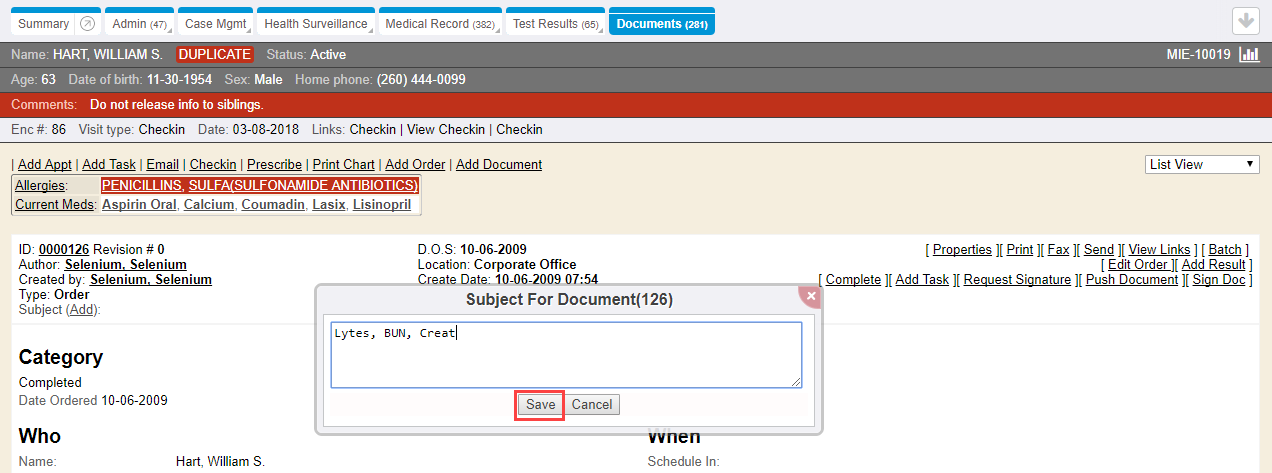 Summary Admin (47) Case Mgmt Health Surveillance Medical Record (382) Test Results (65) Documents (281)
Name: HART, WILLIAM S. DUPLICATE Status: Active MIE-10019
Age: 63 Date of birth: 11-30-1954 Sex: Male Home phone: (260) 444-0099
Comments: Do not release info to siblings.
Enc #: 86 Visit type: Checkin Date: 03-08-2018 Links: Checkin | View Checkin | Checkin
| Add Appt | Add Task | Email | Checkin | Prescribe | Print Chart | Add Order | Add Document List View
Allergies: PENICILLINS, SULFA(SULFONAMIDE ANTIBIOTICS)
Current Meds: Aspirin Oral, Calcium, Coumadin, Lasix, Lisinopril
ID: 0000126 Revision # 0 D.O.S: 10-06-2009 [ Properties ][ Print ][ Fax ][ Send ][ View Links ] [ Batch ]
Author: Selenium, Selenium Location: Corporate Office [ Edit Order ][ Add Result ]
Created by: Selenium, Selenium Create Date: 10-06-2009 07:54 [ Complete ][ Add Task ][ Request Signature ][ Push Document ][ Sign Doc ]
Type: Order
Subject (Add):
Subject For Document(126)
Lytes, BUN, Creat
Save Cancel
Category
Completed
Date Ordered 10-06-2009
Who When
Name: Hart, William S. Schedule In: